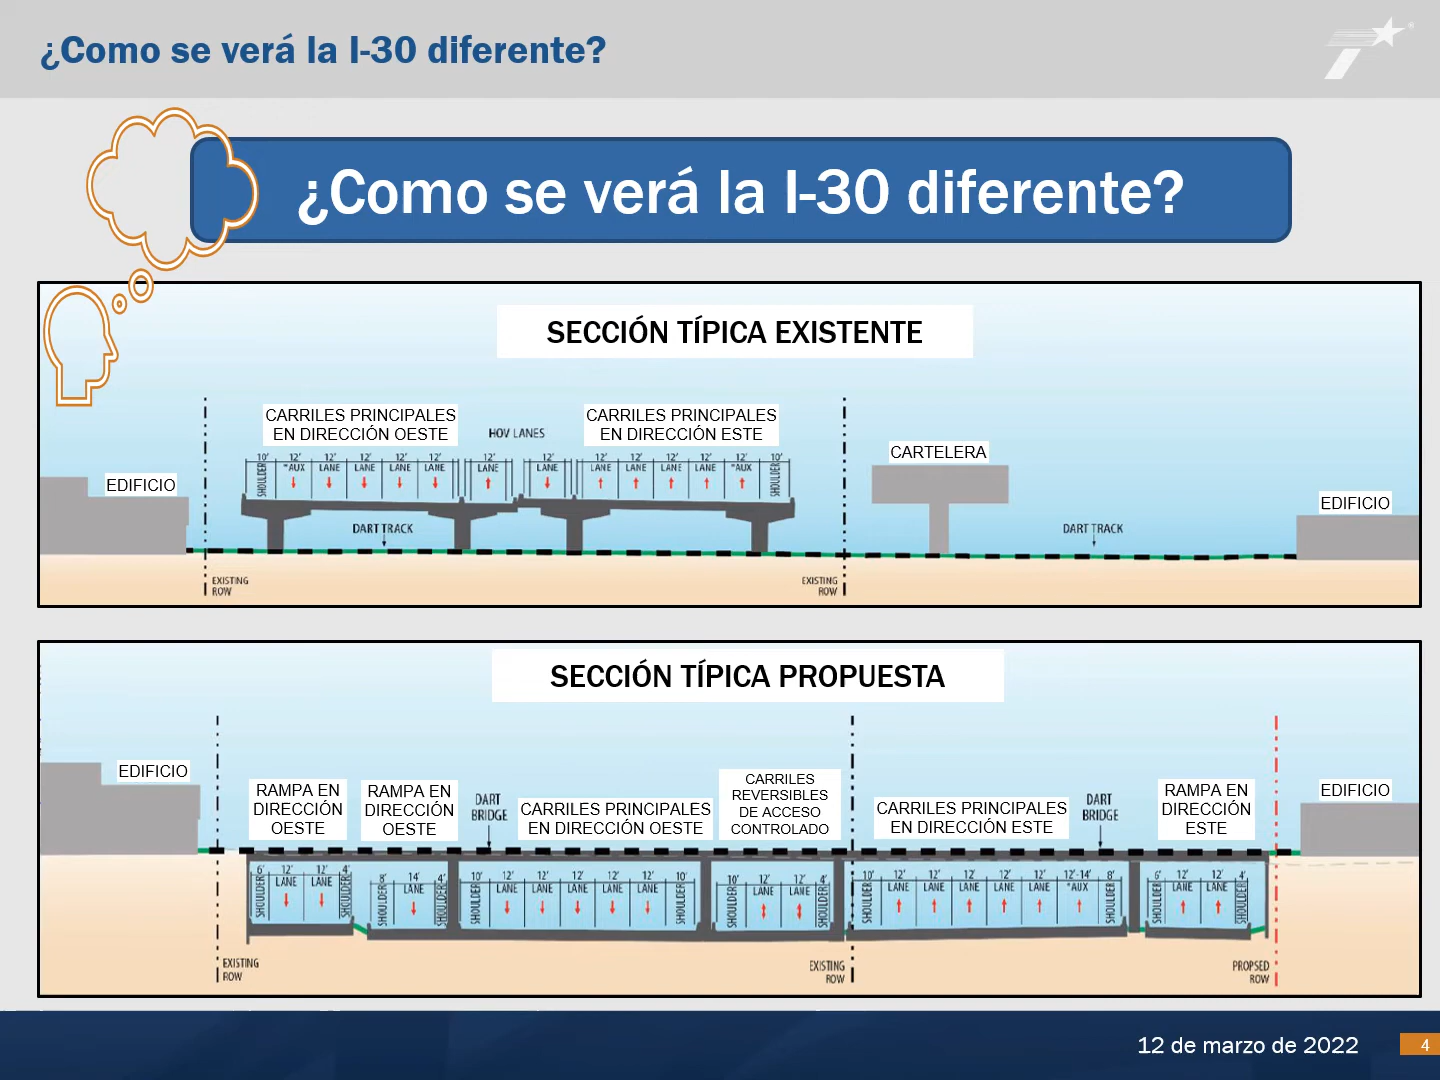 ¿Como se verá la I-30 diferente?
¿Como se verá la I-30 diferente?
SECCIÓN TÍPICA EXISTENTE
CARRILES PRINCIPALES
EN DIRECCIÓN OESTE
HOV LANES
CARRILES PRINCIPALES
EN DIRECCIÓN ESTE
CARTELERA
EDIFICIO
EDIFICIO
10' 12' 12' 12' 12' 12' 12' 12' 12' 12' 12' 12' 12' 10'
SHOULDER *AUX LANE LANE LANE LANE LANE LANE LANE LANE LANE LANE *AUX SHOULDER
DART TRACK
DART TRACK
EXISTING
ROW
EXISTING
ROW
SECCIÓN TÍPICA PROPUESTA
EDIFICIO
RAMPA EN
DIRECCIÓN
OESTE
RAMPA EN
DIRECCIÓN
OESTE
DART
BRIDGE
CARRILES PRINCIPALES
EN DIRECCIÓN OESTE
CARRILES
REVERSIBLES
DE ACCESO
CONTROLADO
CARRILES PRINCIPALES
EN DIRECCIÓN ESTE
DART
BRIDGE
RAMPA EN
DIRECCIÓN
ESTE
EDIFICIO
6' 12' 12' 4'
SHOULDER LANE LANE SHOULDER
8' 14' 4'
SHOULDER LANE SHOULDER
10' 12' 12' 12' 12' 12' 10'
SHOULDER LANE LANE LANE LANE LANE SHOULDER
10' 12' 12' 4'
SHOULDER LANE LANE SHOULDER
10' 12' 12' 12' 12' 12' 12'-14' 8'
SHOULDER LANE LANE LANE LANE LANE *AUX SHOULDER
12' 12' 4'
SHOULDER LANE LANE SHOULDER
EXISTING
ROW
EXISTING
ROW
PROPSED
ROW
12 de marzo de 2022
4